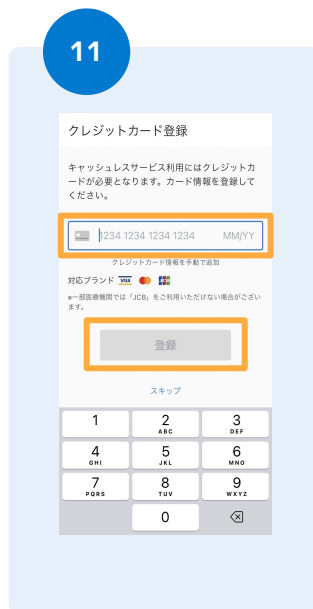 11
クレジットカード登録
キャッシュレスサービス利用にはクレジットカ
ードが必要となります。カード情報を登録して
ください。
1234 1234 1234 1234 MM/YY
クレジットカード情報を手動で追加
対応ブランド VISA JCB
※一部医療機関では「JCB」をご利用いただけない場合がござい
ます。
登録
スキップ
1 2 3
ABC DEF
4 5 6
GHI JKL MNO
7 8 9
PQRS TUV WXYZ
0